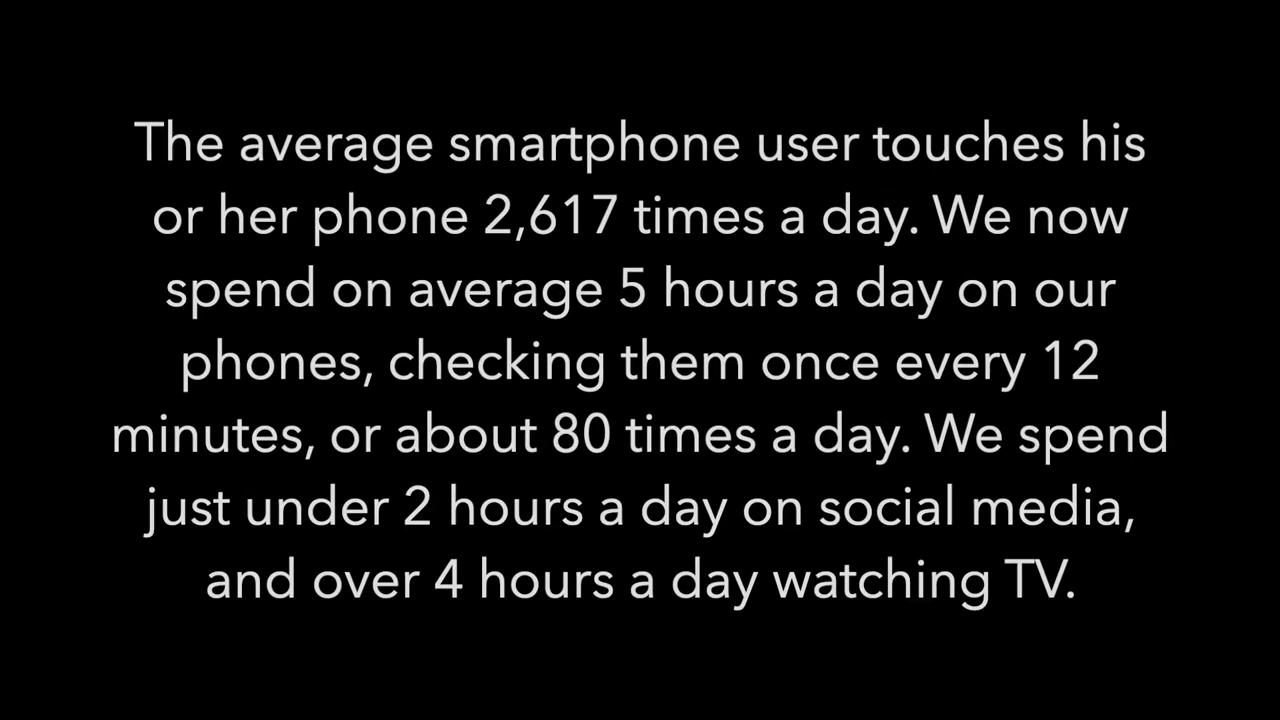 The average smartphone user touches his
or her phone 2,617 times a day. We now
spend on average 5 hours a day on our
phones, checking them once every 12
minutes, or about 80 times a day. We spend
just under 2 hours a day on social media,
and over 4 hours a day watching TV.